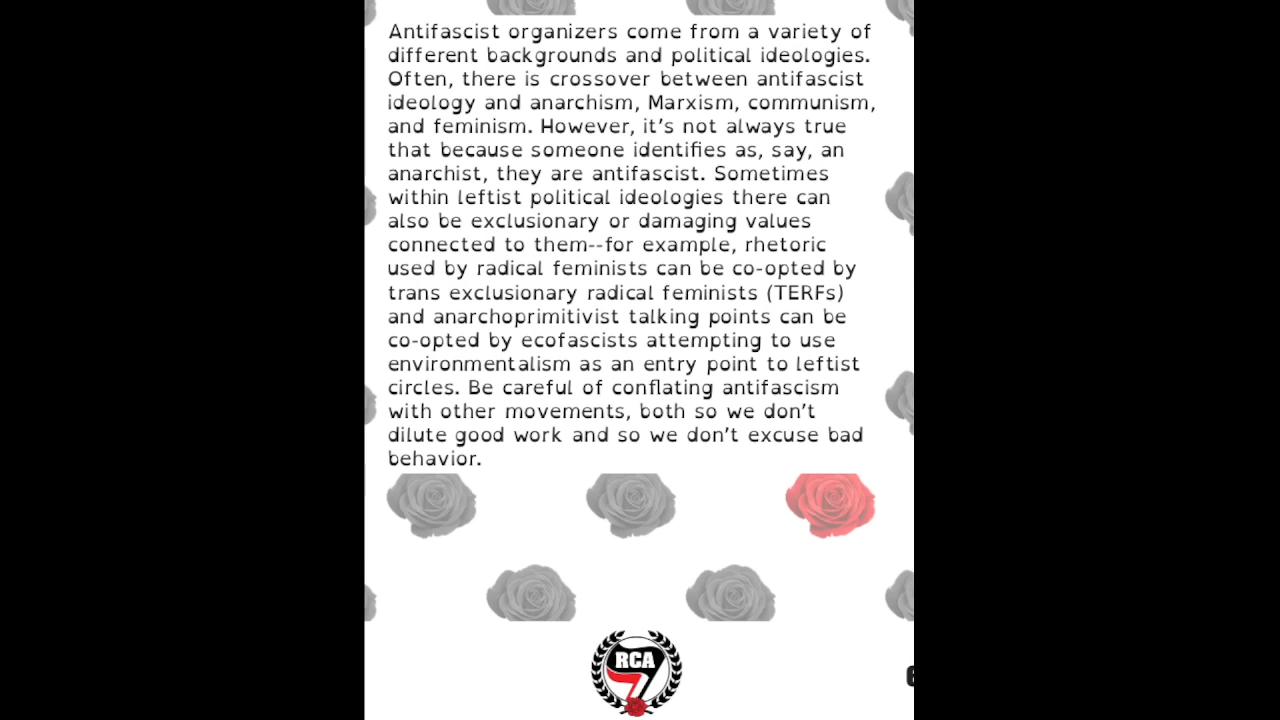 Antifascist organizers come from a variety of
different backgrounds and political ideologies.
Often, there is crossover between antifascist
ideology and anarchism, Marxism, communism,
and feminism. However, it’s not always true
that because someone identifies as, say, an
anarchist, they are antifascist. Sometimes
within leftist political ideologies there can
also be exclusionary or damaging values
connected to them--for example, rhetoric
used by radical feminists can be co-opted by
trans exclusionary radical feminists (TERFs)
and anarchoprimitivist talking points can be
co-opted by ecofascists attempting to use
environmentalism as an entry point to leftist
circles. Be careful of conflating antifascism
with other movements, both so we don’t
dilute good work and so we don’t excuse bad
behavior.
RCA